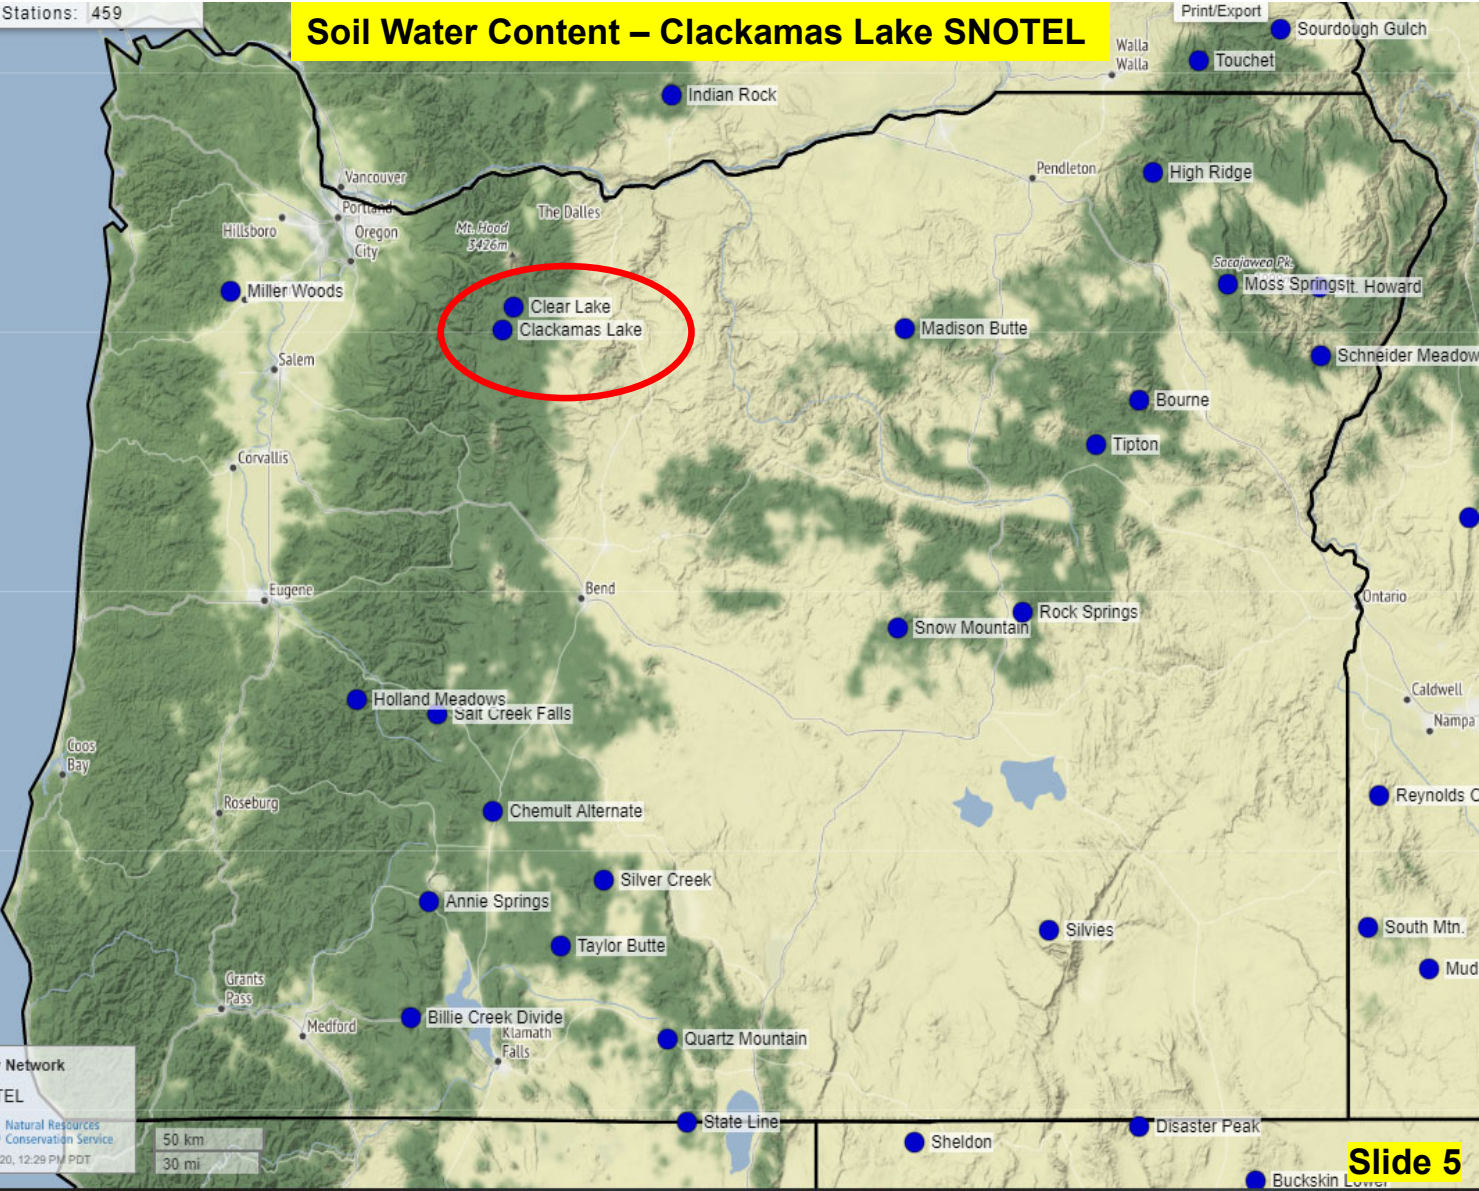 Stations: 459
Soil Water Content – Clackamas Lake SNOTEL
Print/Export
Sourdough Gulch
Walla
Walla
Touchet
Indian Rock
Pendleton
High Ridge
Vancouver
Portland
The Dalles
Hillsboro
Oregon
City
Mt. Hood
3426m
Sacajawea Pk.
Miller Woods
Clear Lake
Clackamas Lake
Moss Springs
Mt. Howard
Madison Butte
Salem
Schneider Meadow
Bourne
Tipton
Corvallis
Eugene
Bend
Ontario
Rock Springs
Snow Mountain
Holland Meadows
Salt Creek Falls
Caldwell
Nampa
Coos
Bay
Roseburg
Chemult Alternate
Reynolds C
Silver Creek
Annie Springs
Silvies
South Mtn.
Taylor Butte
Mud
Grants
Pass
Medford
Billie Creek Divide
Klamath
Falls
Quartz Mountain
Network
TEL
Natural Resources
Conservation Service
20, 12:29 PM PDT
50 km
30 mi
State Line
Sheldon
Disaster Peak
Buckskin Lower
Slide 5